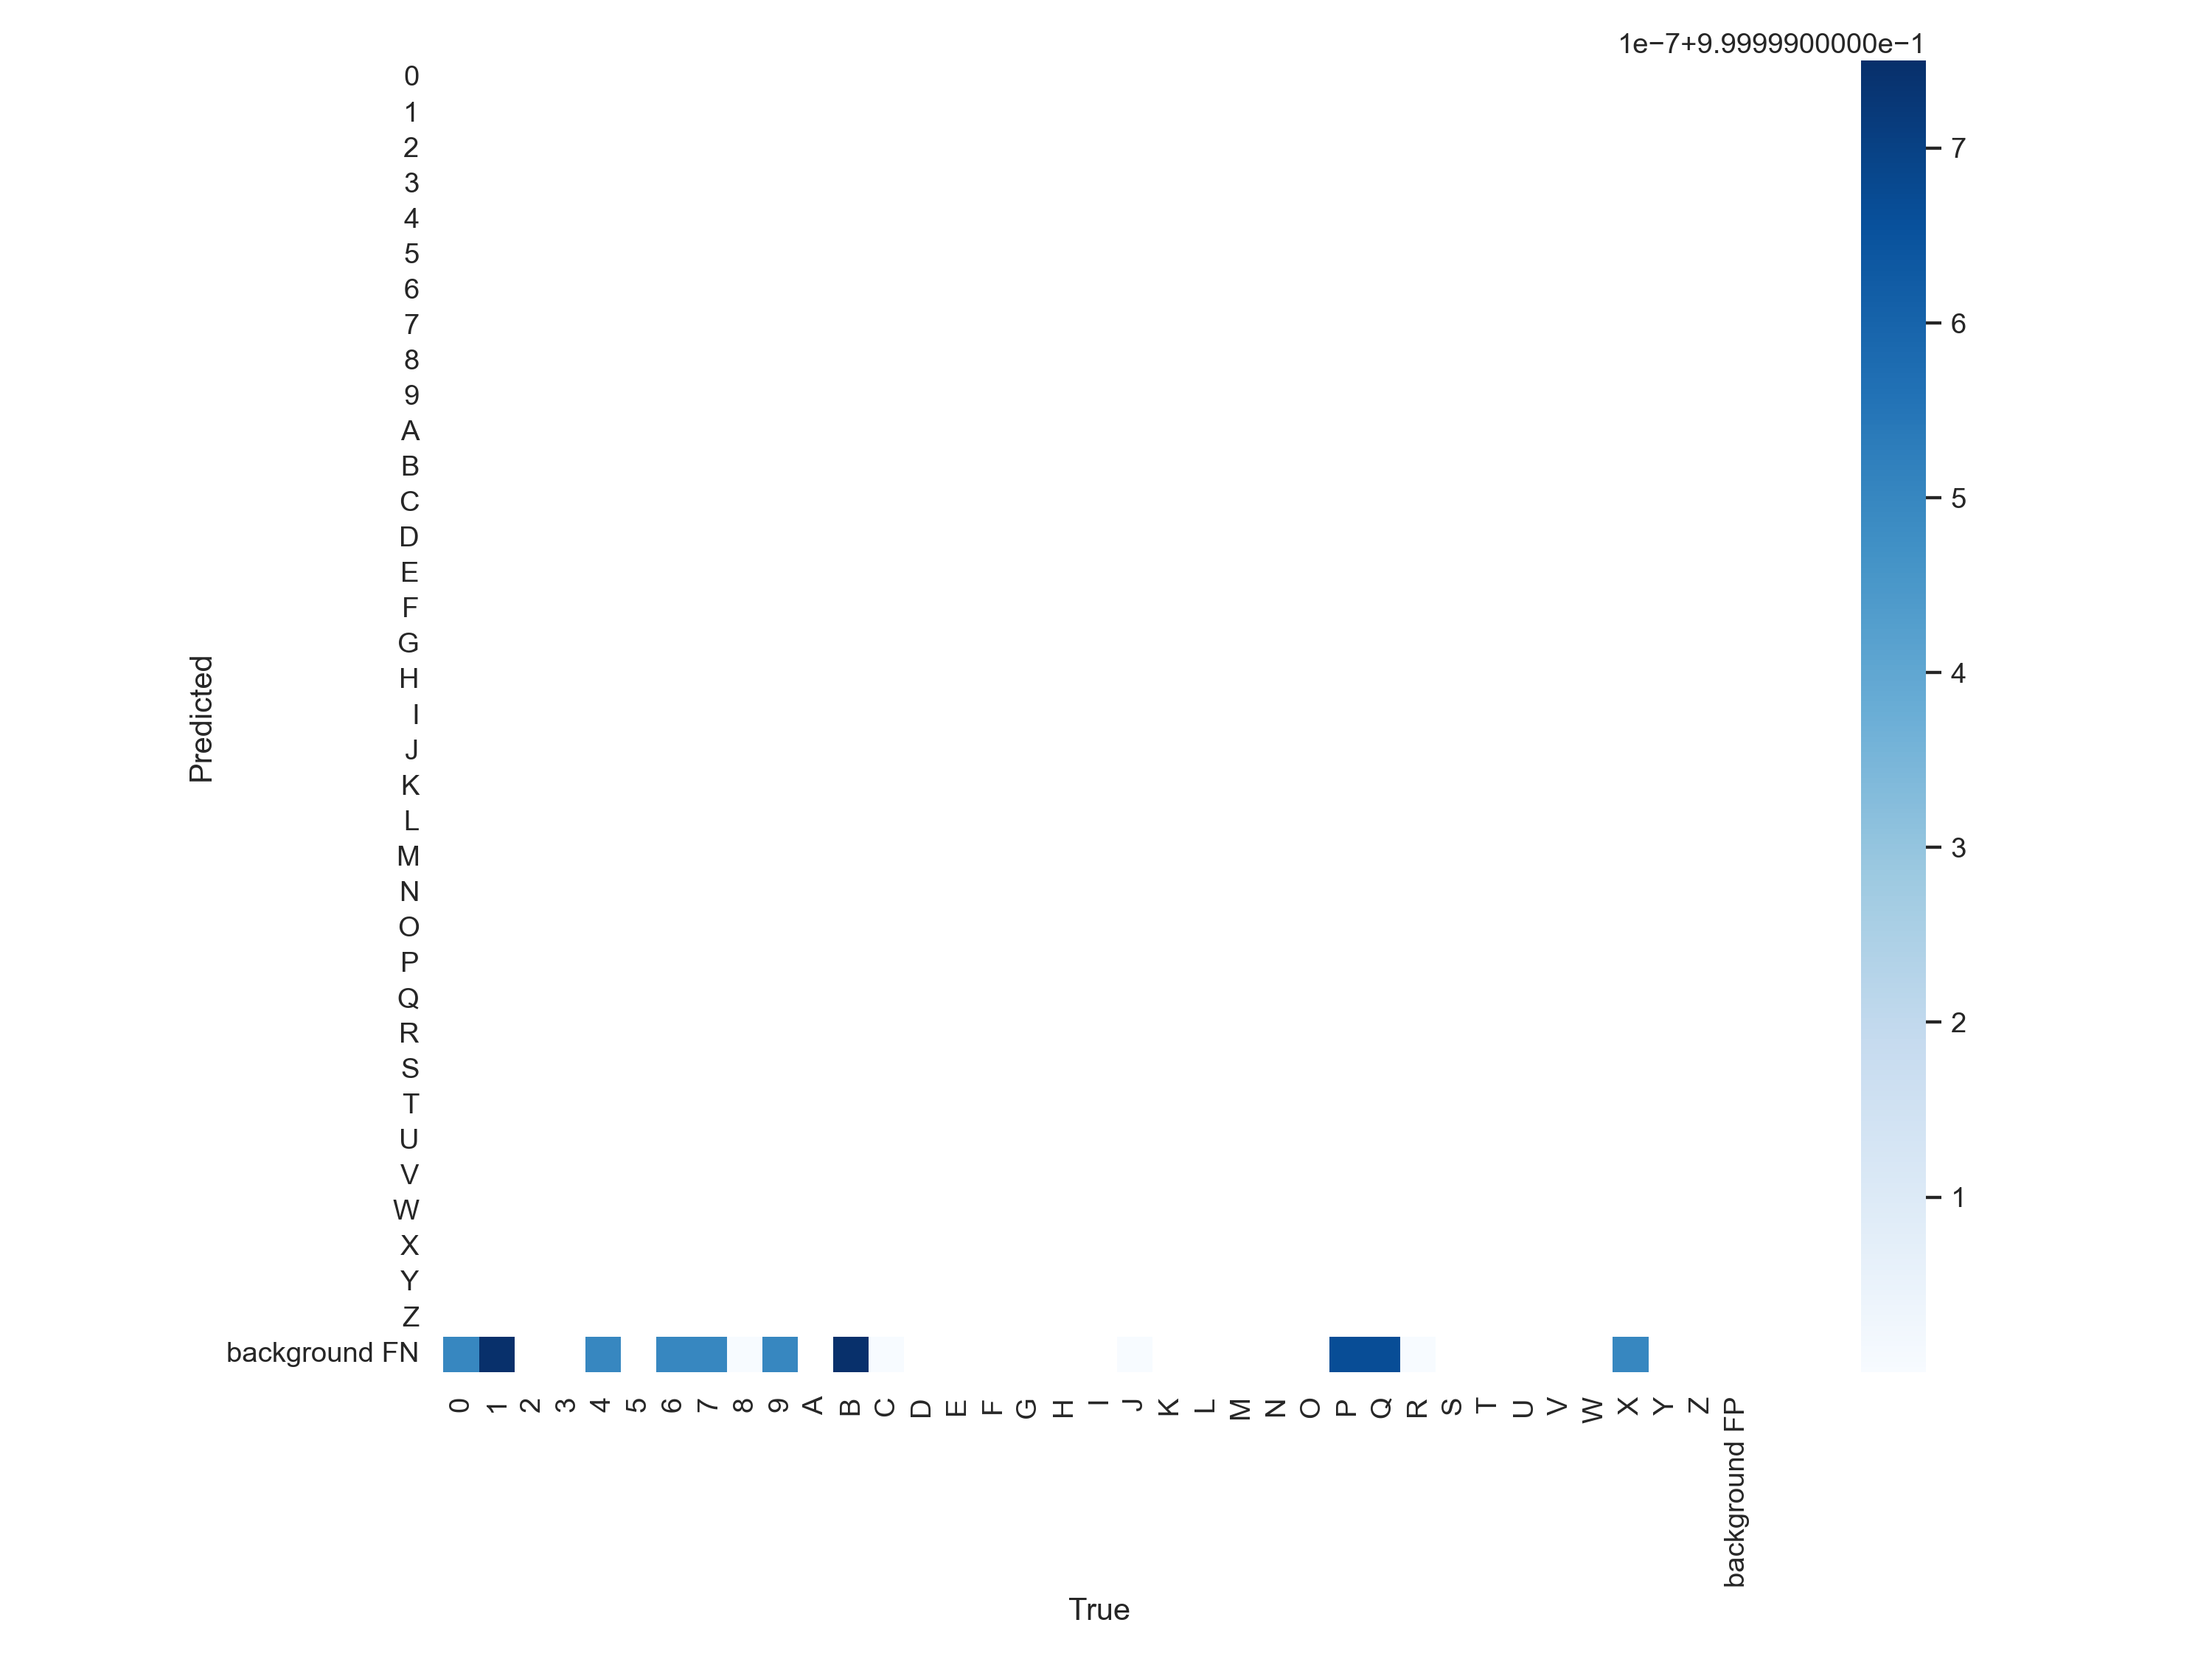 1e−7+9.9999900000e−1
0
1
2
3
4
5
6
7
8
9
A
B
C
D
E
F
G
H
I
J
K
L
M
N
O
P
Q
R
S
T
U
V
W
X
Y
Z
background FN
Predicted
7
6
5
4
3
2
1
0 1 2 3 4 5 6 7 8 9 A B C D E F G H I J K L M N O P Q R S T U V W X Y Z background FP
True